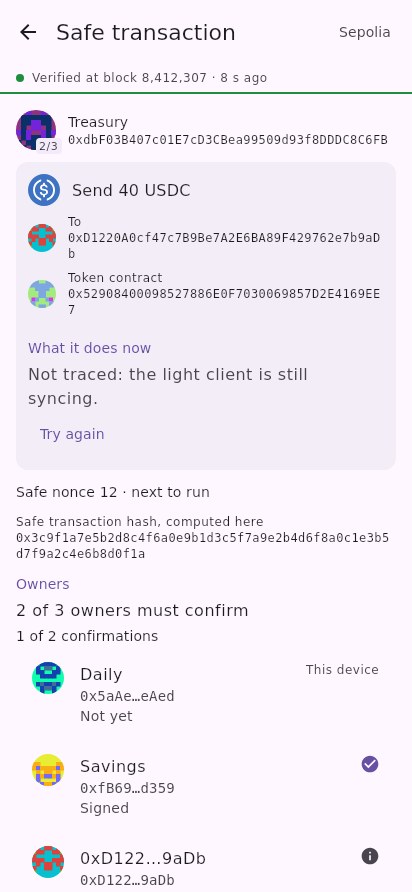 Safe transaction
Sepolia
Verified at block 8,412,307 · 8 s ago
Treasury
2/3
0xdbF03B407c01E7cD3CBea99509d93f8DDDC8C6FB
Send 40 USDC
To
0xD1220A0cf47c7B9Be7A2E6BA89F429762e7b9aD
b
Token contract
0x52908400098527886E0F7030069857D2E4169EE
7
What it does now
Not traced: the light client is still
syncing.
Try again
Safe nonce 12 · next to run
Safe transaction hash, computed here
0x3c9f1a7e5b2d8c4f6a0e9b1d3c5f7a9e2b4d6f8a0c1e3b5
d7f9a2c4e6b8d0f1a
Owners
2 of 3 owners must confirm
1 of 2 confirmations
Daily
This device
0x5aAe…eAed
Not yet
Savings
0xfB69…d359
Signed
0xD122…9aDb
0xD122…9aDb